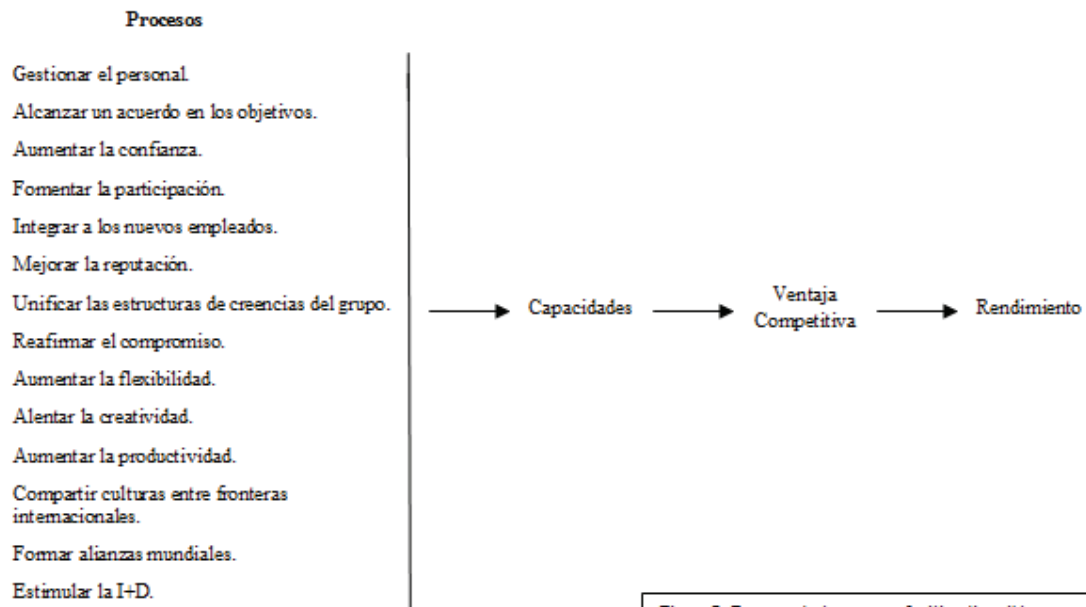 Procesos
Gestionar el personal.
Alcanzar un acuerdo en los objetivos.
Aumentar la confianza.
Fomentar la participación.
Integrar a los nuevos empleados.
Mejorar la reputación.
Unificar las estructuras de creencias del grupo.
Reafirmar el compromiso.
Aumentar la flexibilidad.
Alentar la creatividad.
Aumentar la productividad.
Compartir culturas entre fronteras
internacionales.
Formar alianzas mundiales.
Estimular la I+D.
Capacidades
Ventaja
Competitiva
Rendimiento